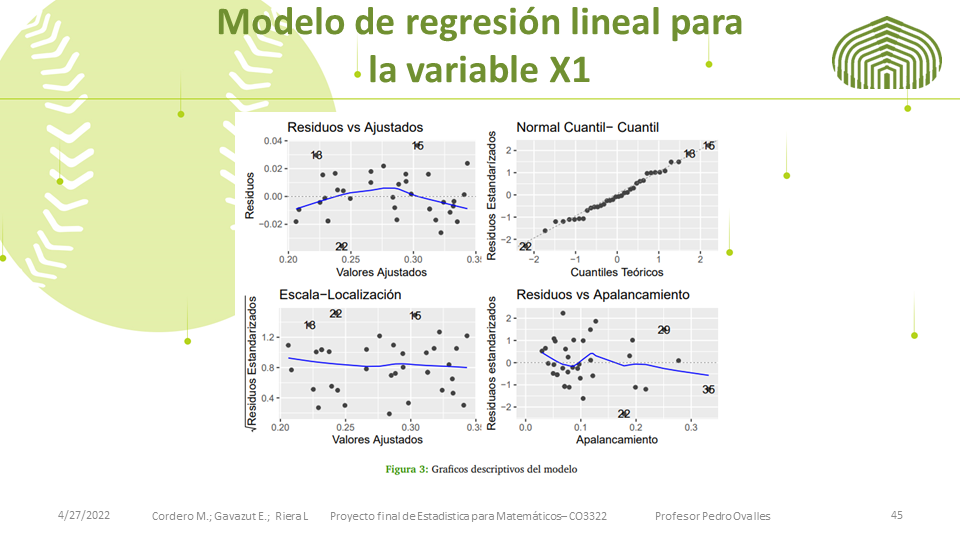 Modelo de regresión lineal para
la variable X1
Residuos vs Ajustados
Residuos
0.04
0.02
0.00
−0.02
18
15
22
0.20
0.25
0.30
0.35
Valores Ajustados
Normal Cuantil− Cuantil
Residuos Estandarizados
2
1
0
−1
−2
18
15
22
−2
−1
0
1
2
Cuantiles Teóricos
Escala−Localización
√Residuos Estandarizados
1.2
0.8
0.4
18
22
15
0.20
0.25
0.30
0.35
Valores Ajustados
Residuos vs Apalancamiento
Residuaos estandarizados
2
1
0
−1
−2
29
22
35
0.0
0.1
0.2
0.3
Apalancamiento
Figura 3: Graficos descriptivos del modelo
4/27/2022
Cordero M.; Gavazut E.; Riera L
Proyecto final de Estadistica para Matemáticos– CO3322
Profesor Pedro Ovalles
45